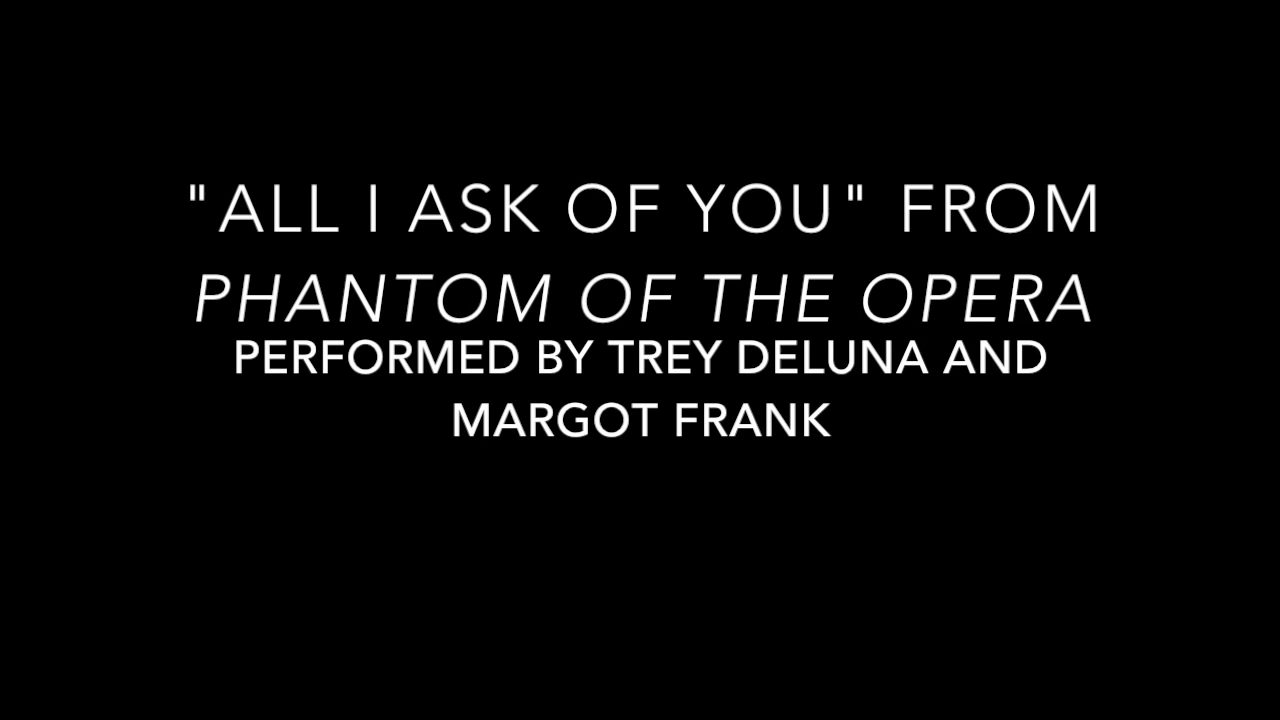 "ALL I ASK OF YOU" FROM
PHANTOM OF THE OPERA
PERFORMED BY TREY DELUNA AND
MARGOT FRANK